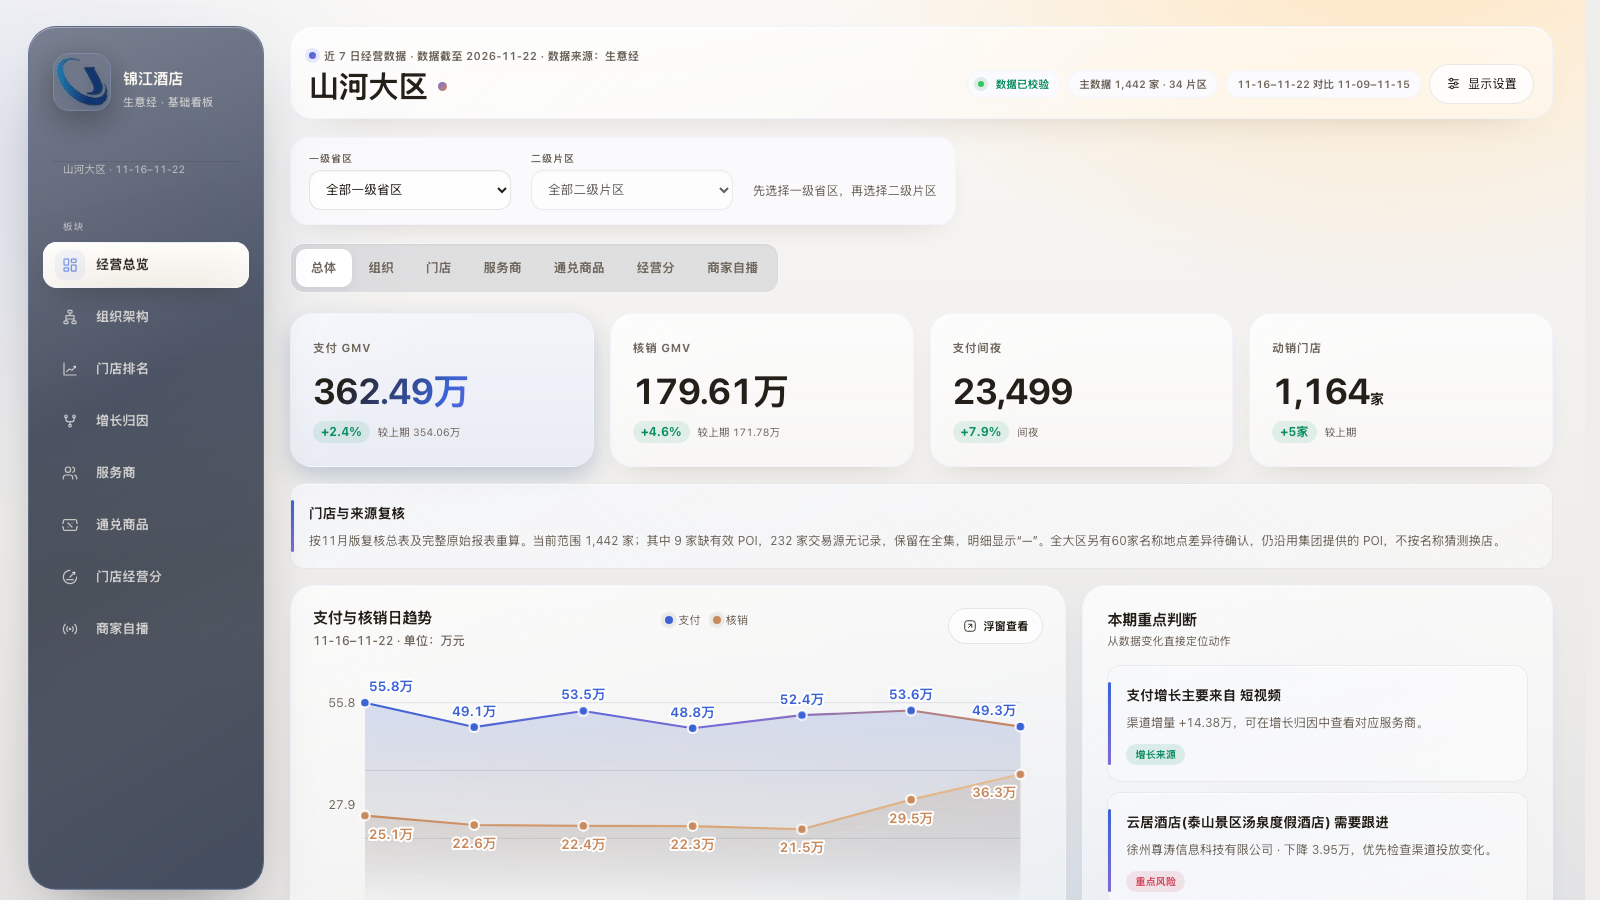 锦江酒店
生意经 · 基础看板
山河大区 · 11-16–11-22
板块
经营总览
组织架构
门店排名
增长归因
服务商
通兑商品
门店经营分
商家自播
近 7 日经营数据 · 数据截至 2026-11-22 · 数据来源：生意经
山河大区
数据已校验
主数据 1,442 家 · 34 片区
11-16–11-22 对比 11-09–11-15
显示设置
一级省区
二级片区
全部一级省区
全部二级片区
先选择一级省区，再选择二级片区
总体 组织 门店 服务商 通兑商品 经营分 商家自播
支付 GMV
362.49万
+2.4% 较上期 354.06万
核销 GMV
179.61万
+4.6% 较上期 171.78万
支付间夜
23,499
+7.9% 间夜
动销门店
1,164家
+5家 较上期
门店与来源复核
按11月版复核总表及完整原始报表重算。当前范围 1,442 家；其中 9 家缺有效 POI，232 家交易源无记录，保留在全集，明细显示“—”。全大区另有60家名称地点差异待确认，仍沿用集团提供的 POI，不按名称猜测换店。
支付与核销日趋势
11-16–11-22 · 单位：万元
支付 核销
浮窗查看
55.8
27.9
55.8万
49.1万
53.5万
48.8万
52.4万
53.6万
49.3万
25.1万
22.6万
22.4万
22.3万
21.5万
29.5万
36.3万
本期重点判断
从数据变化直接定位动作
支付增长主要来自 短视频
渠道增量 +14.38万，可在增长归因中查看对应服务商。
增长来源
云居酒店(泰山景区汤泉度假酒店) 需要跟进
徐州尊涛信息科技有限公司 · 下降 3.95万，优先检查渠道投放变化。
重点风险